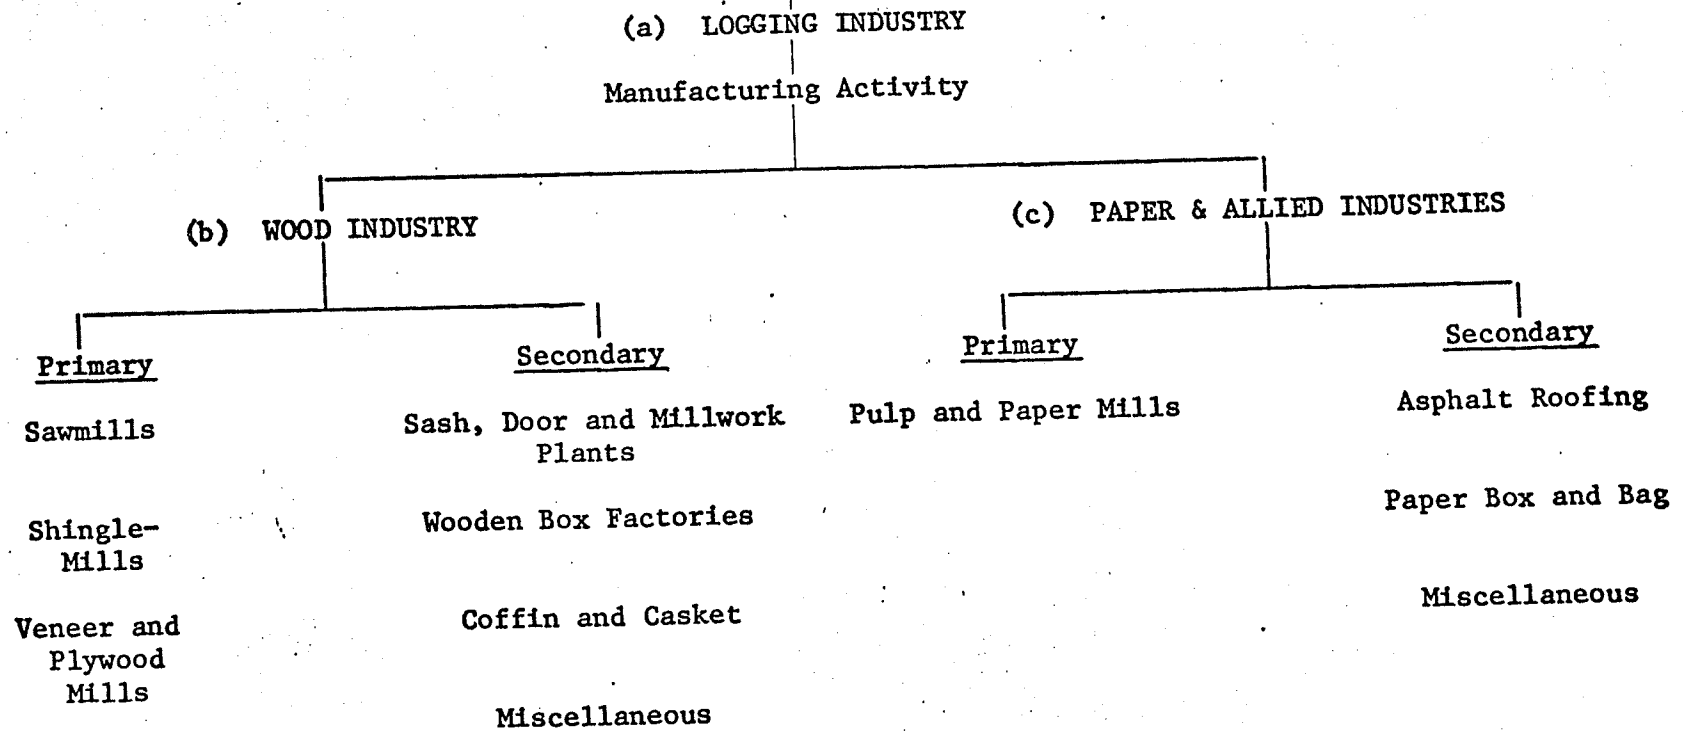 (a) LOGGING INDUSTRY
Manufacturing Activity
(b) WOOD INDUSTRY
(c) PAPER & ALLIED INDUSTRIES
Primary
Secondary
Primary
Secondary
Sawmills
Sash, Door and Millwork
Plants
Pulp and Paper Mills
Asphalt Roofing
Shingle-
Mills
Wooden Box Factories
Paper Box and Bag
Veneer and
Plywood
Mills
Coffin and Casket
Miscellaneous
Miscellaneous